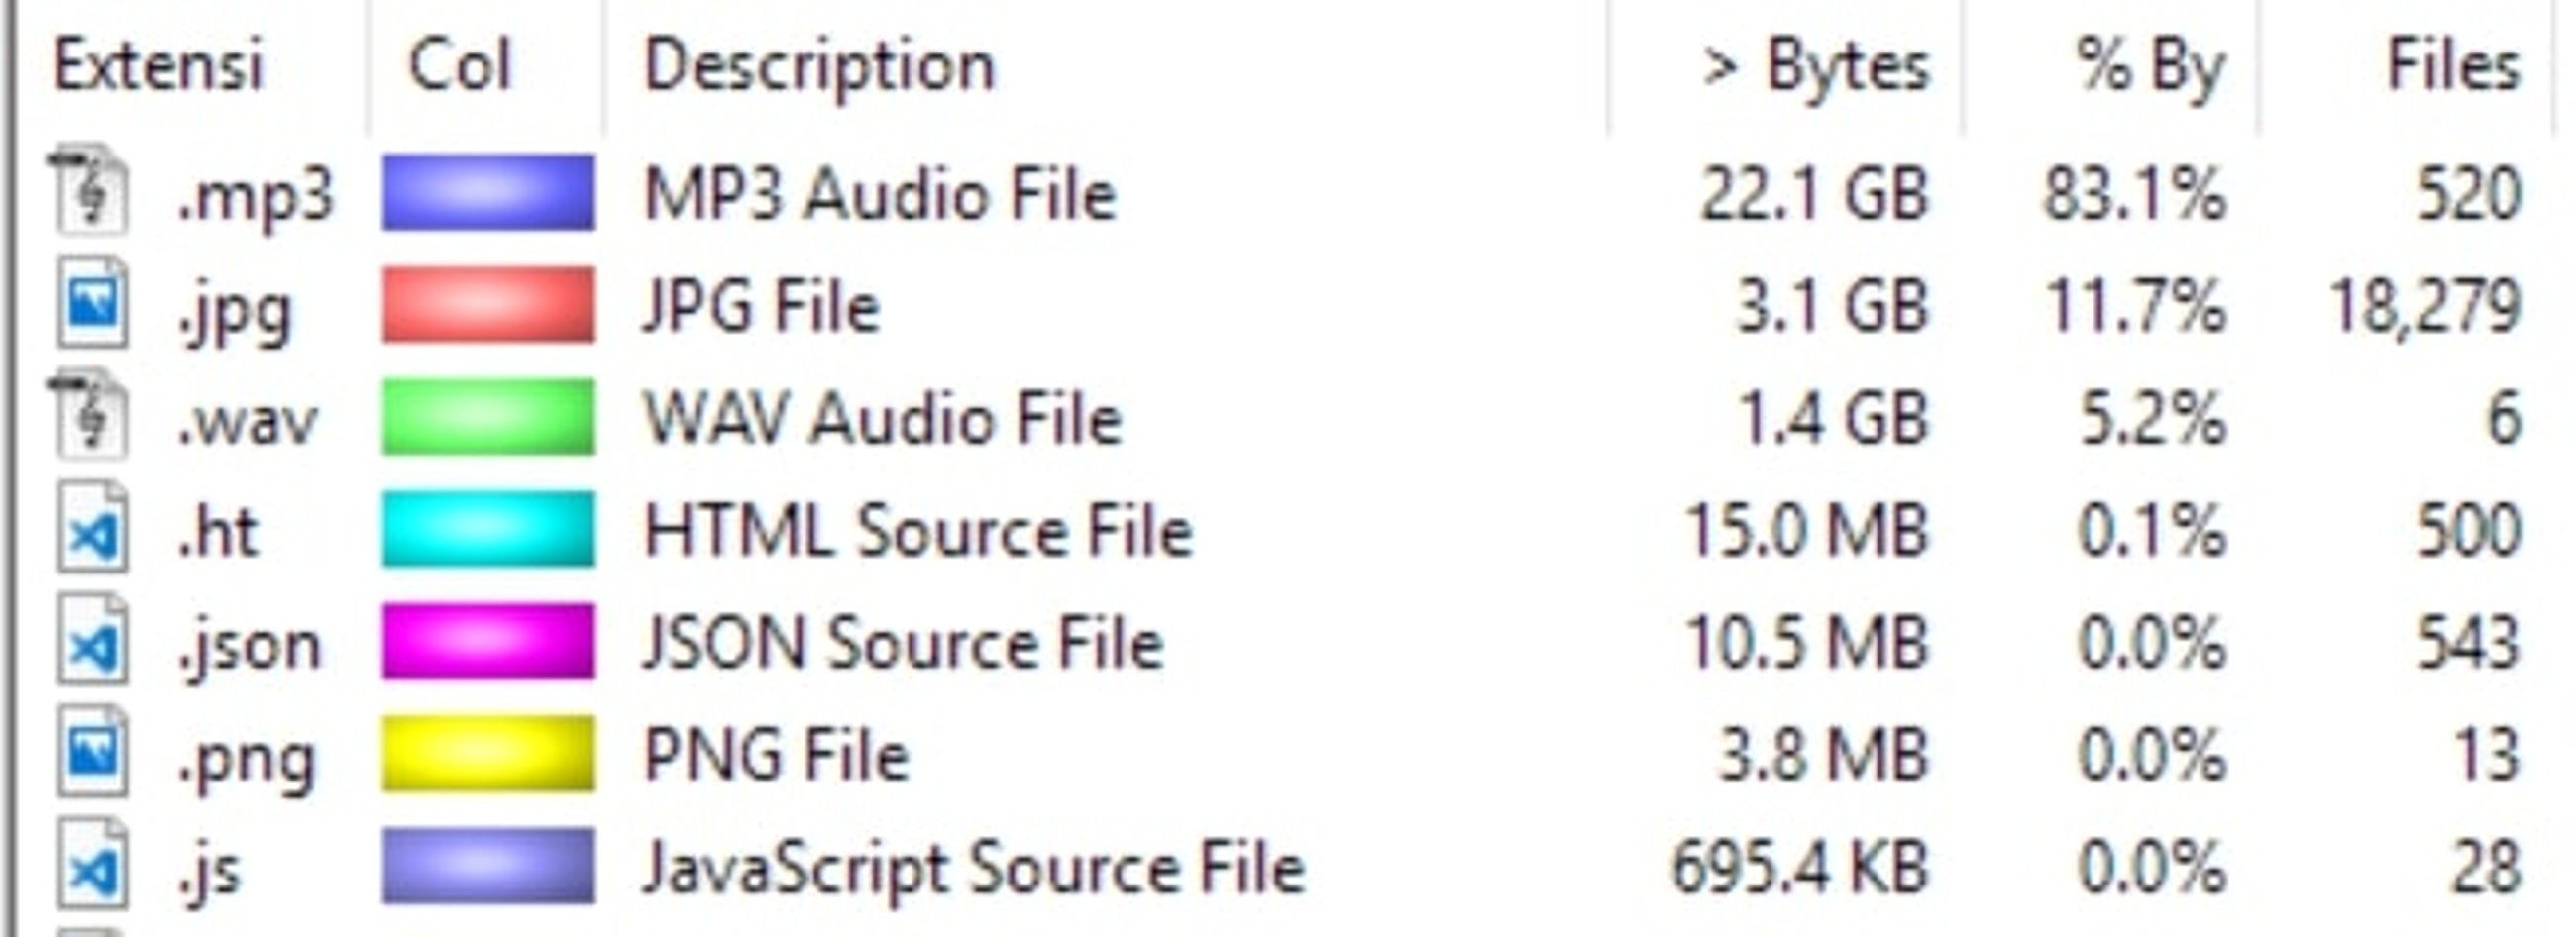 Extensi Col Description > Bytes % By Files
.mp3 MP3 Audio File 22.1 GB 83.1% 520
.jpg JPG File 3.1 GB 11.7% 18,279
.wav WAV Audio File 1.4 GB 5.2% 6
.ht HTML Source File 15.0 MB 0.1% 500
.json JSON Source File 10.5 MB 0.0% 543
.png PNG File 3.8 MB 0.0% 13
.js JavaScript Source File 695.4 KB 0.0% 28